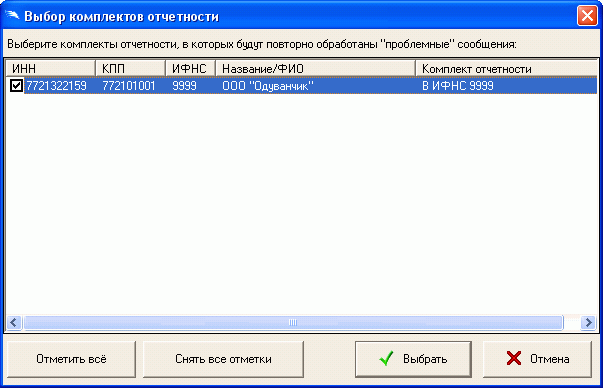 Выбор комплектов отчетности
Выберите комплекты отчетности, в которых будут повторно обработаны "проблемные" сообщения:
ИНН КПП ИФНС Название/ФИО Комплект отчетности
7721322159 772101001 9999 ООО "Одуванчик" В ИФНС 9999
Отметить всё Снять все отметки Выбрать Отмена